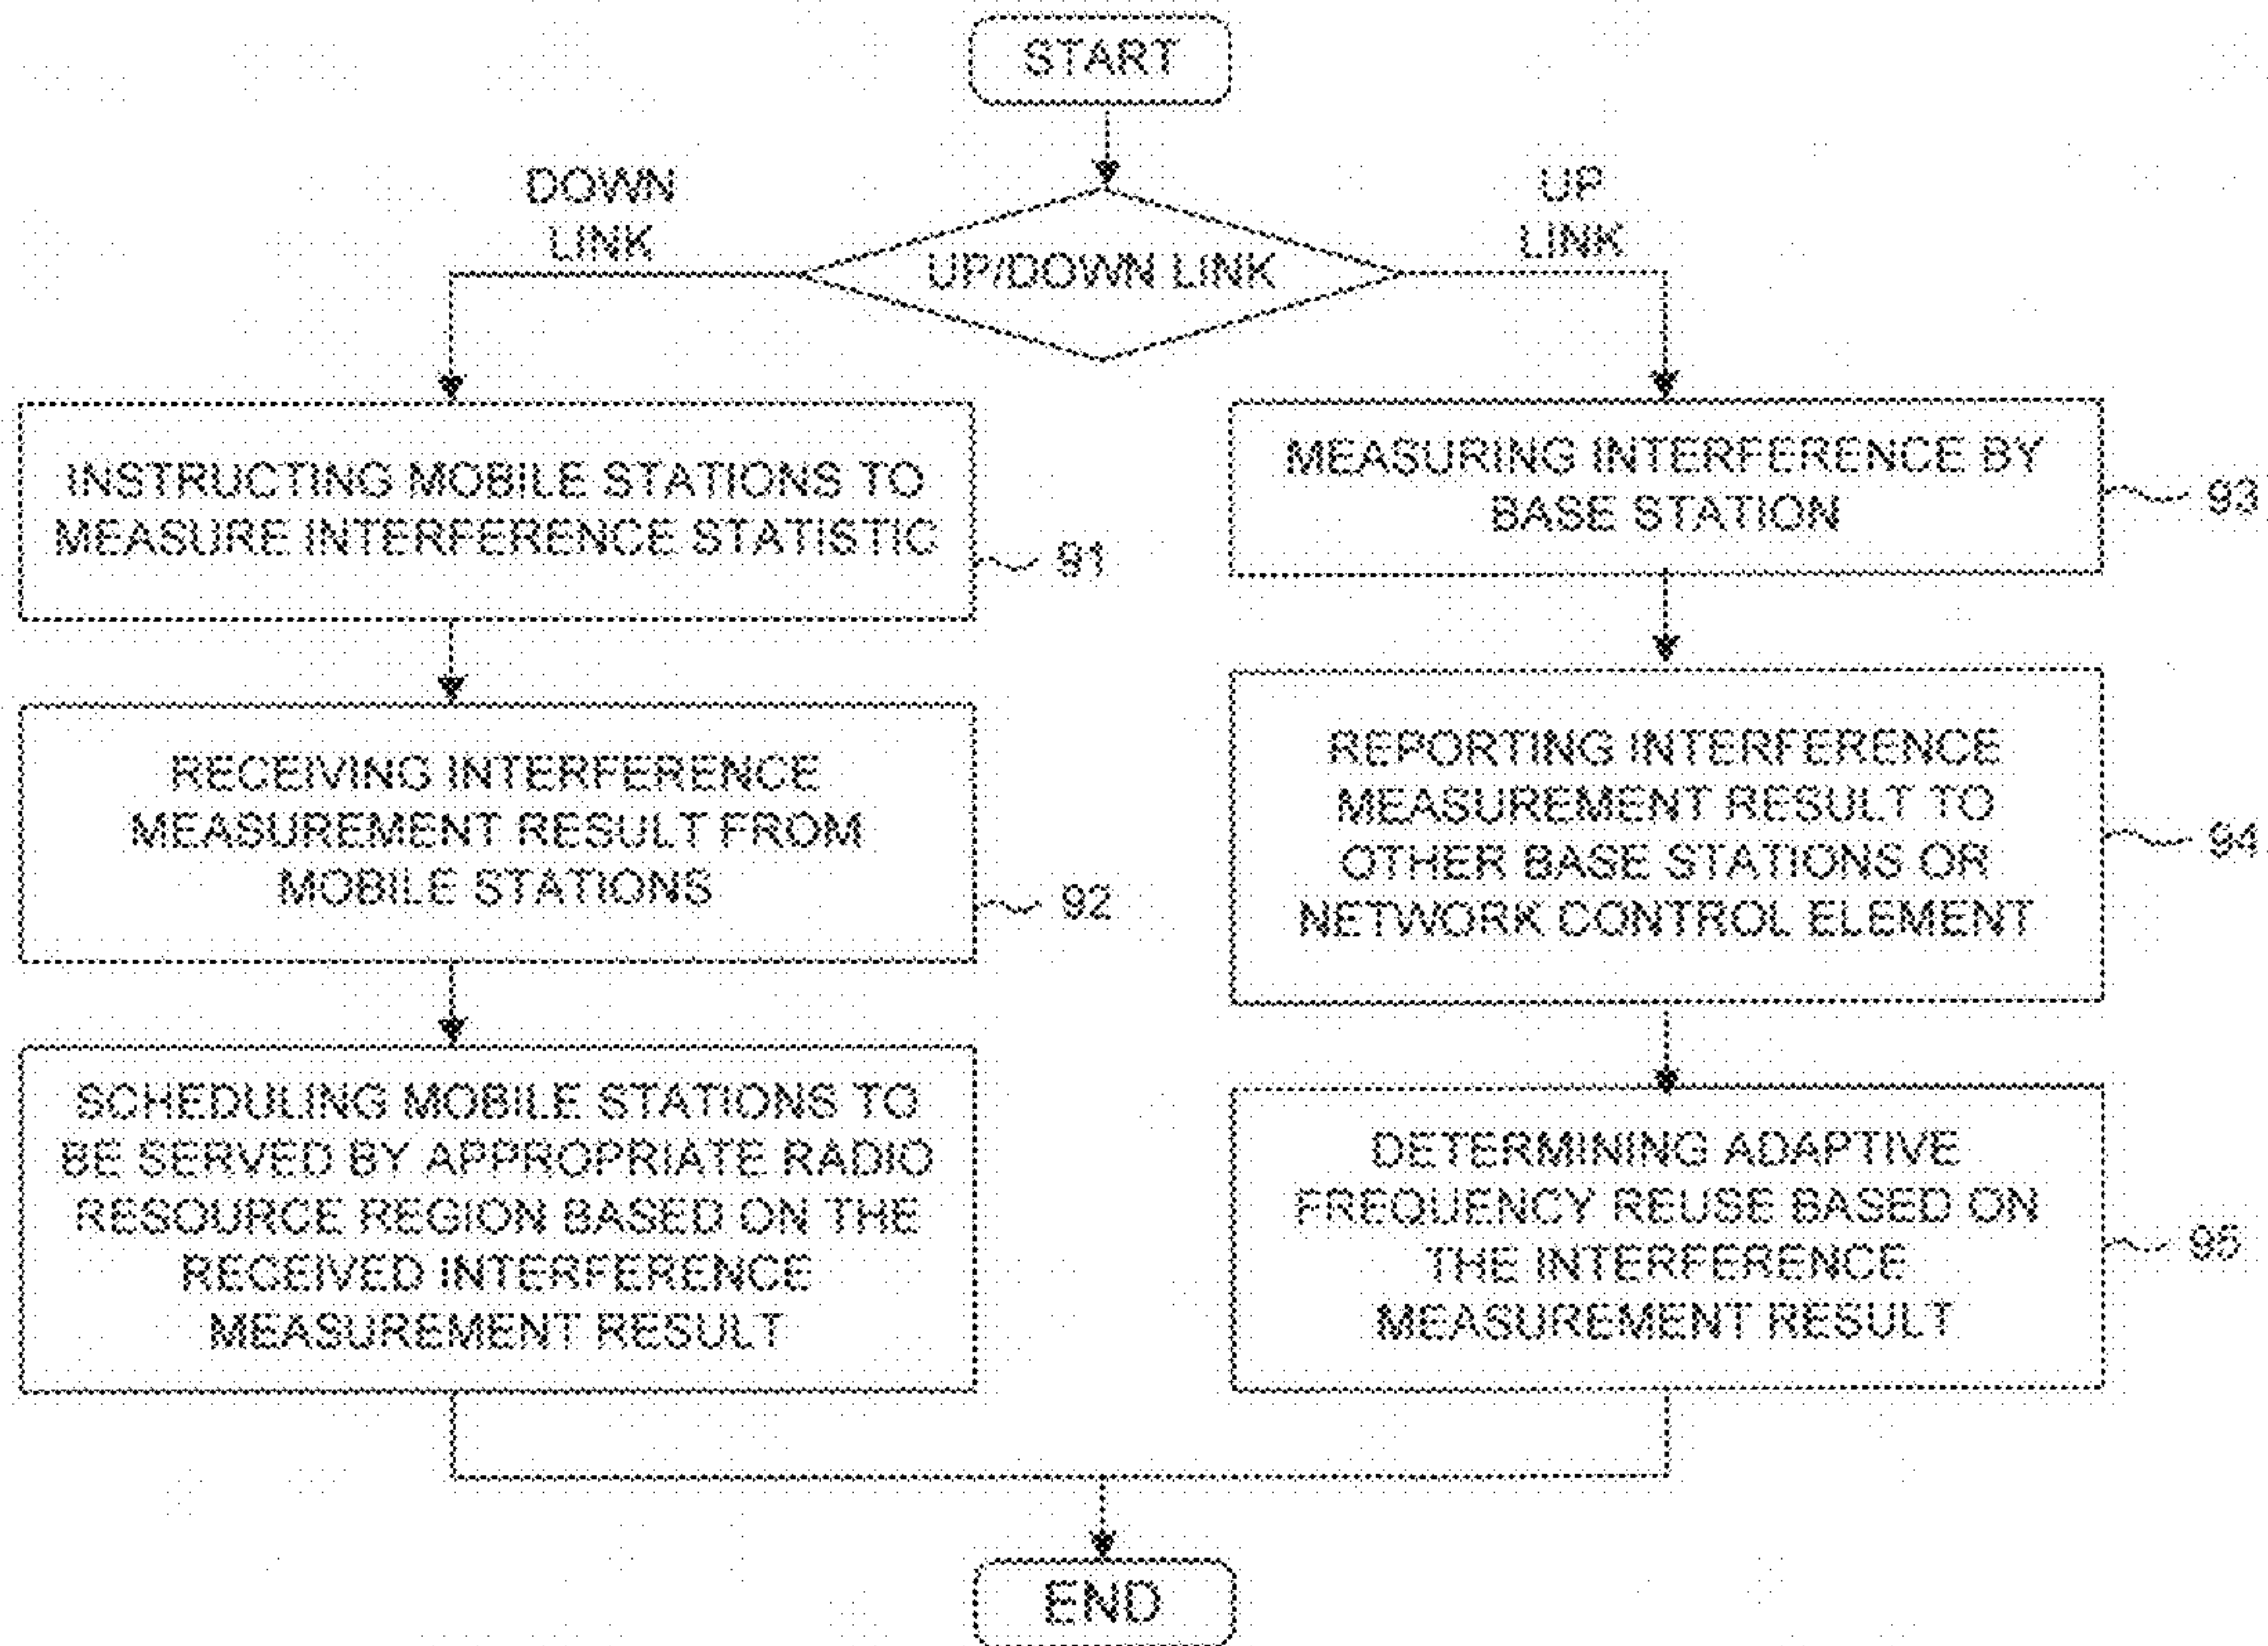 START
DOWN
LINK
UP
LINK
UP/DOWN LINK
INSTRUCTING MOBILE STATIONS TO
MEASURE INTERFERENCE STATISTIC
91
RECEIVING INTERFERENCE
MEASUREMENT RESULT FROM
MOBILE STATIONS
92
SCHEDULING MOBILE STATIONS TO
BE SERVED BY APPROPRIATE RADIO
RESOURCE REGION BASED ON THE
RECEIVED INTERFERENCE
MEASUREMENT RESULT
MEASURING INTERFERENCE BY
BASE STATION
93
REPORTING INTERFERENCE
MEASUREMENT RESULT TO
OTHER BASE STATIONS OR
NETWORK CONTROL ELEMENT
94
DETERMINING ADAPTIVE
FREQUENCY REUSE BASED ON
THE INTERFERENCE
MEASUREMENT RESULT
95
END